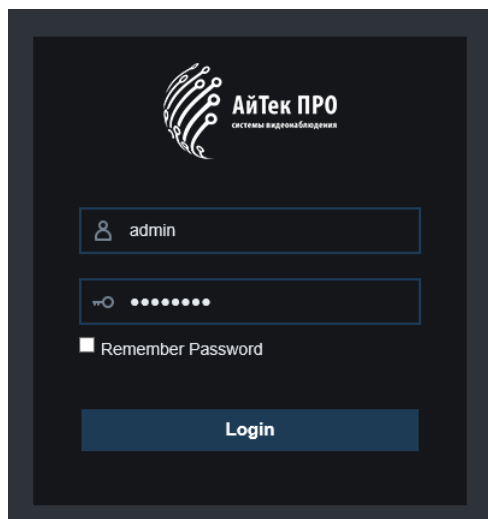 АйТек ПРО
системы видеонаблюдения
admin
●●●●●●●●
Remember Password
Login